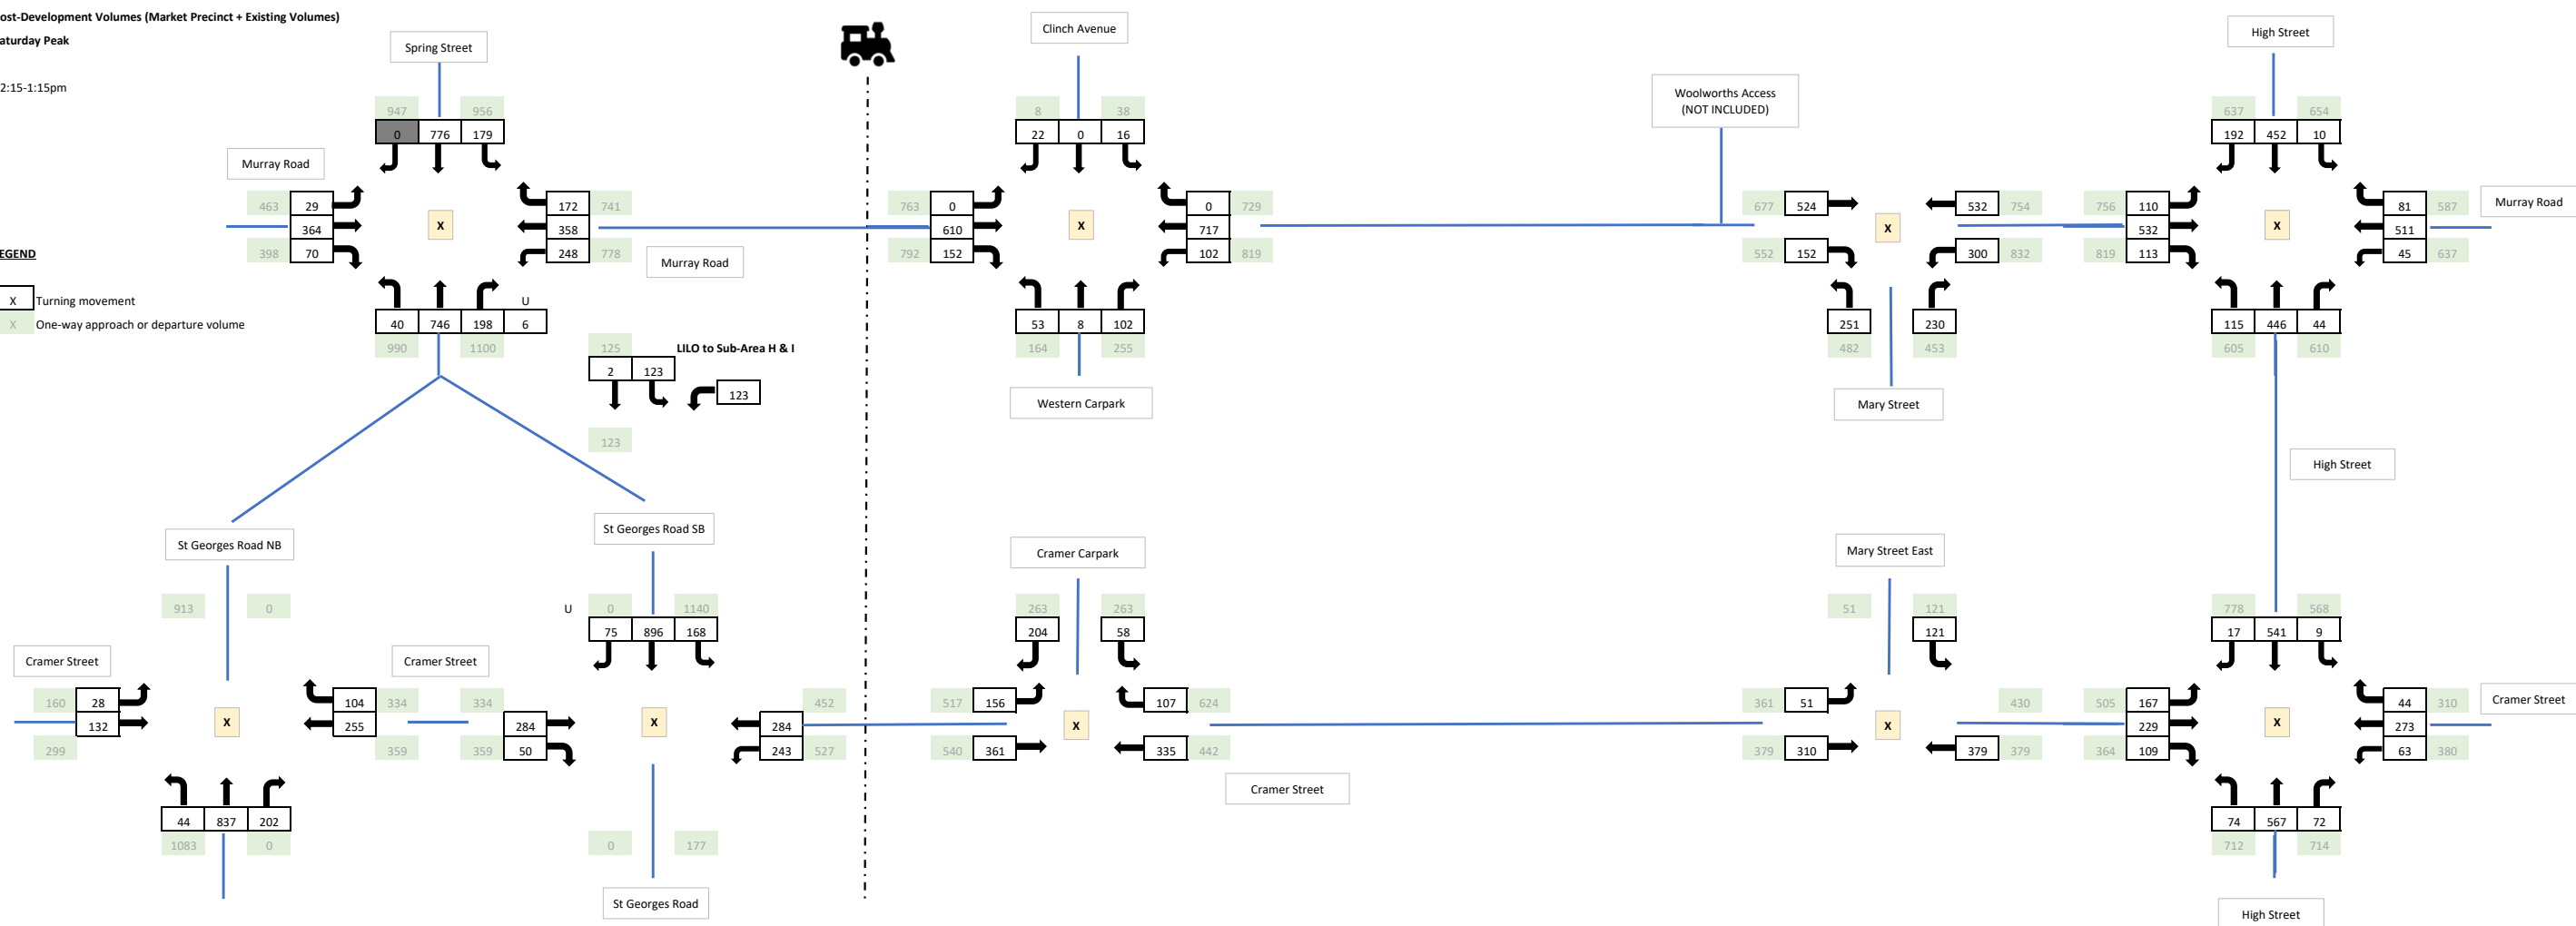 ost-Development Volumes (Market Precinct + Existing Volumes)
aturday Peak
2:15-1:15pm
Spring Street
Clinch Avenue
High Street
Woolworths Access
(NOT INCLUDED)
947 956
0 776 179
8 38
22 0 16
637 654
192 452 10
Murray Road
463 29
364
398 70
X
172 741
358
248 778
Murray Road
763 0
610
792 152
X
0 729
717
102 819
677 524
552 152
X
532 754
300 832
756 110
532
819 113
X
81 587
511
45 637
Murray Road
EGEND
X Turning movement
X One-way approach or departure volume
U
40 746 198 6
990 1100
53 8 102
164 255
Western Carpark
251 230
482 453
Mary Street
115 446 44
605 610
125
LILO to Sub-Area H & I
2 123
123
123
High Street
St Georges Road NB
St Georges Road SB
Cramer Carpark
Mary Street East
913 0
U 0 1140
75 896 168
263 263
204 58
51 121
121
778 568
17 541 9
Cramer Street
160 28
132
299
X
104 334
255
359
Cramer Street
334
284
359 50
X
452
284
243 527
517 156
540 361
X
107 624
335 442
Cramer Street
361 51
379 310
X
430
379 379
505 167
229
364 109
X
44 310
273
63 380
Cramer Street
44 837 202
1083 0
0 177
St Georges Road
74 567 72
712 714
High Street